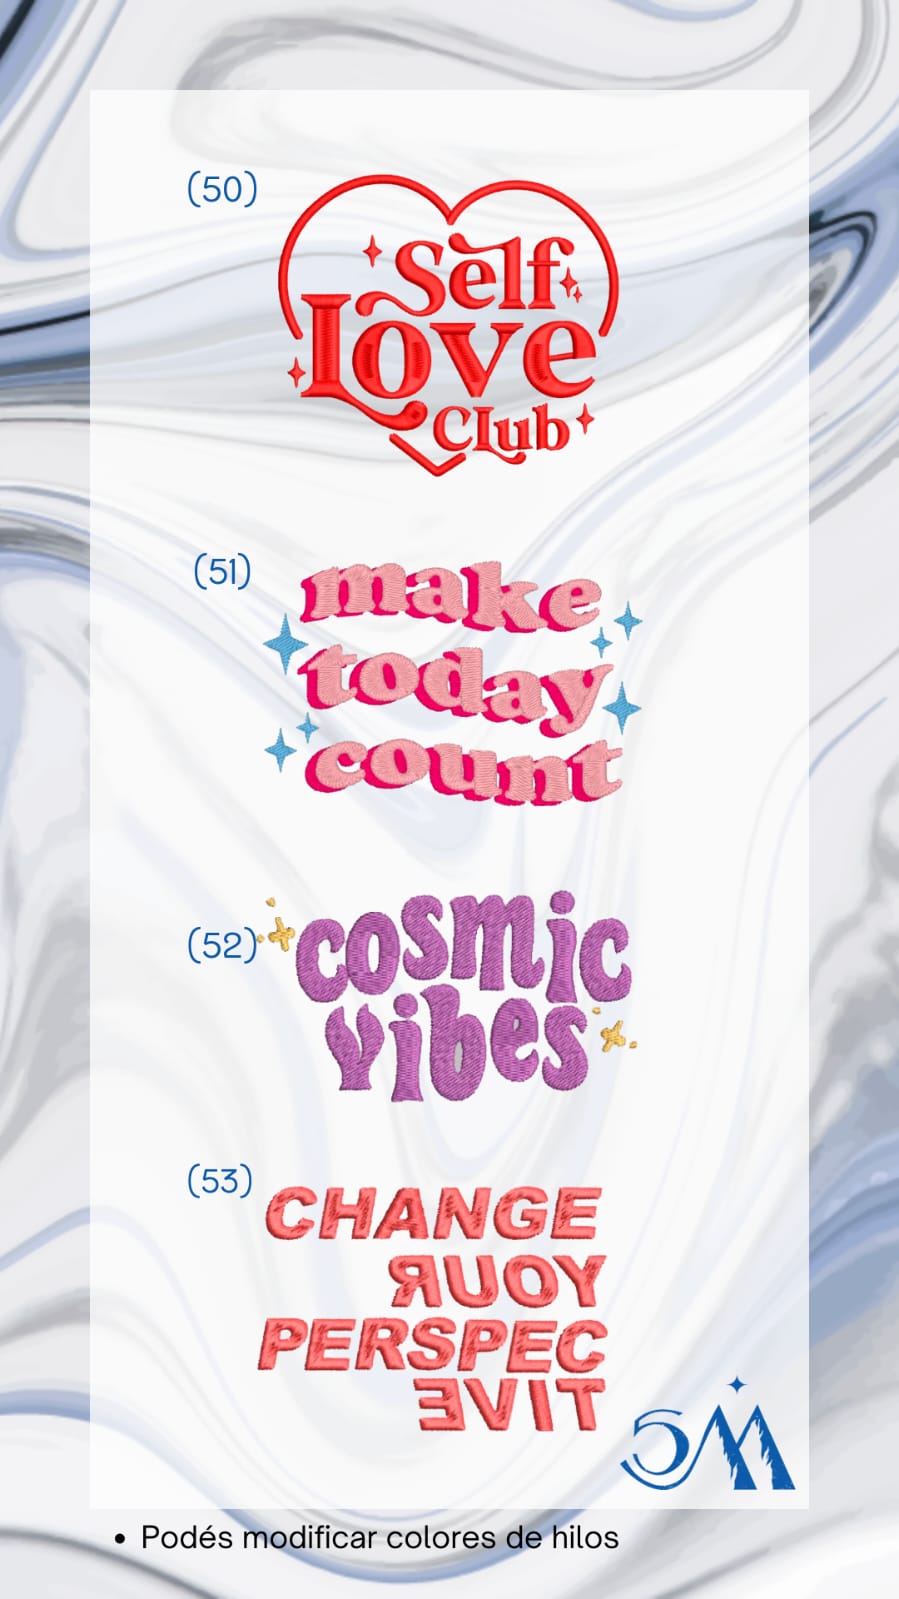 (50)
Self
Love
Club
(51)
make
today
count
(52)
cosmic
vibes
(53)
CHANGE
ЯUOY
PERSPEC
ƎVIT
5M
• Podés modificar colores de hilos